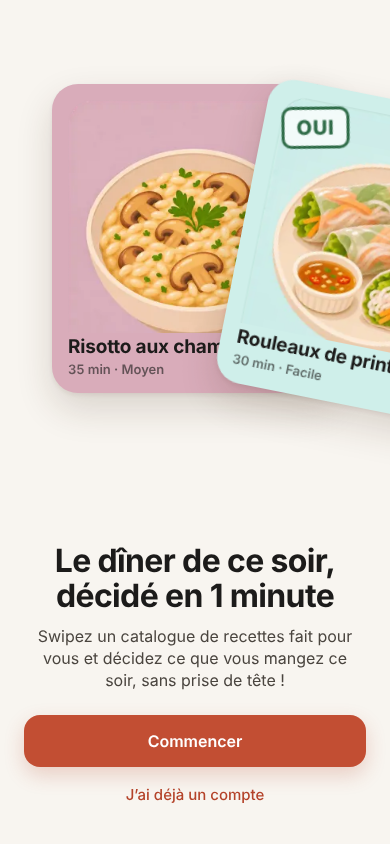 OUI
Risotto aux cham
35 min · Moyen
Rouleaux de print
30 min · Facile
Le dîner de ce soir,
décidé en 1 minute
Swipez un catalogue de recettes fait pour
vous et décidez ce que vous mangez ce
soir, sans prise de tête !
Commencer
J’ai déjà un compte